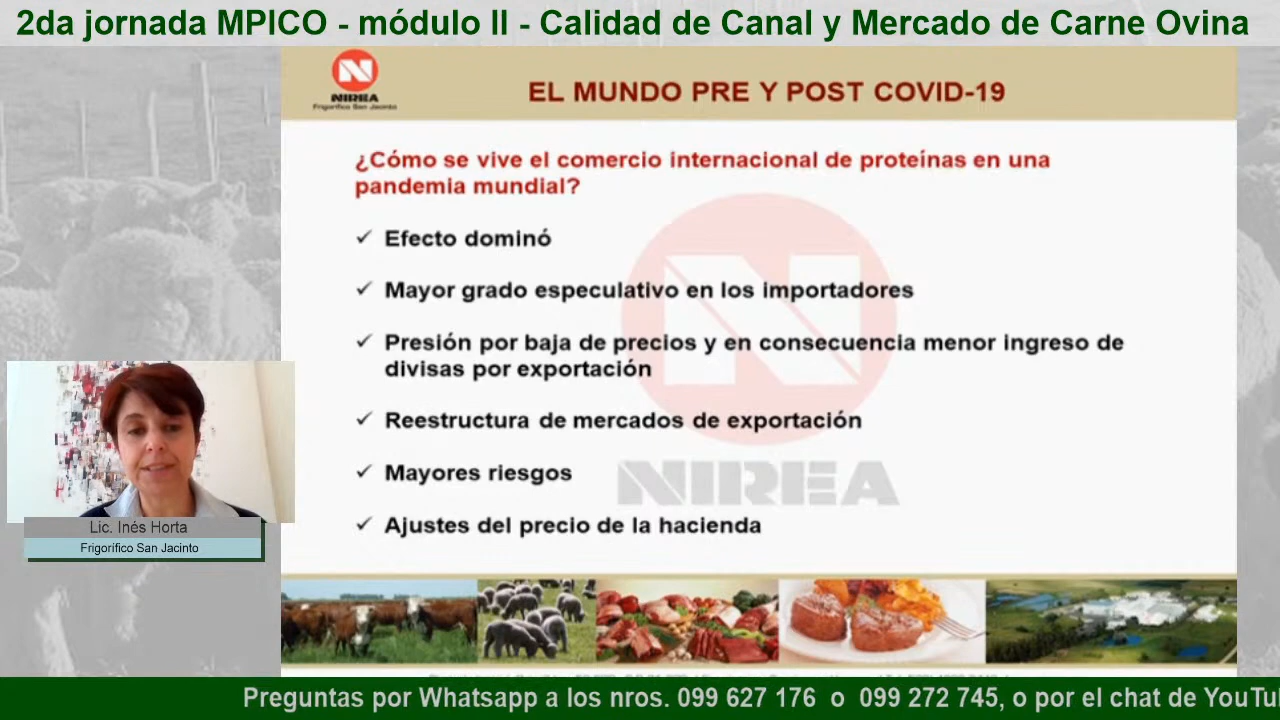 2da jornada MPICO - módulo II - Calidad de Canal y Mercado de Carne Ovina
NIREA
Frigorífico San Jacinto
EL MUNDO PRE Y POST COVID-19
¿Cómo se vive el comercio internacional de proteínas en una
pandemia mundial?
✓ Efecto dominó
✓ Mayor grado especulativo en los importadores
✓ Presión por baja de precios y en consecuencia menor ingreso de
divisas por exportación
✓ Reestructura de mercados de exportación
✓ Mayores riesgos
✓ Ajustes del precio de la hacienda
NIREA
Lic. Inés Horta
Frigorífico San Jacinto
Preguntas por Whatsapp a los nros. 099 627 176 o 099 272 745, o por el chat de YouTu